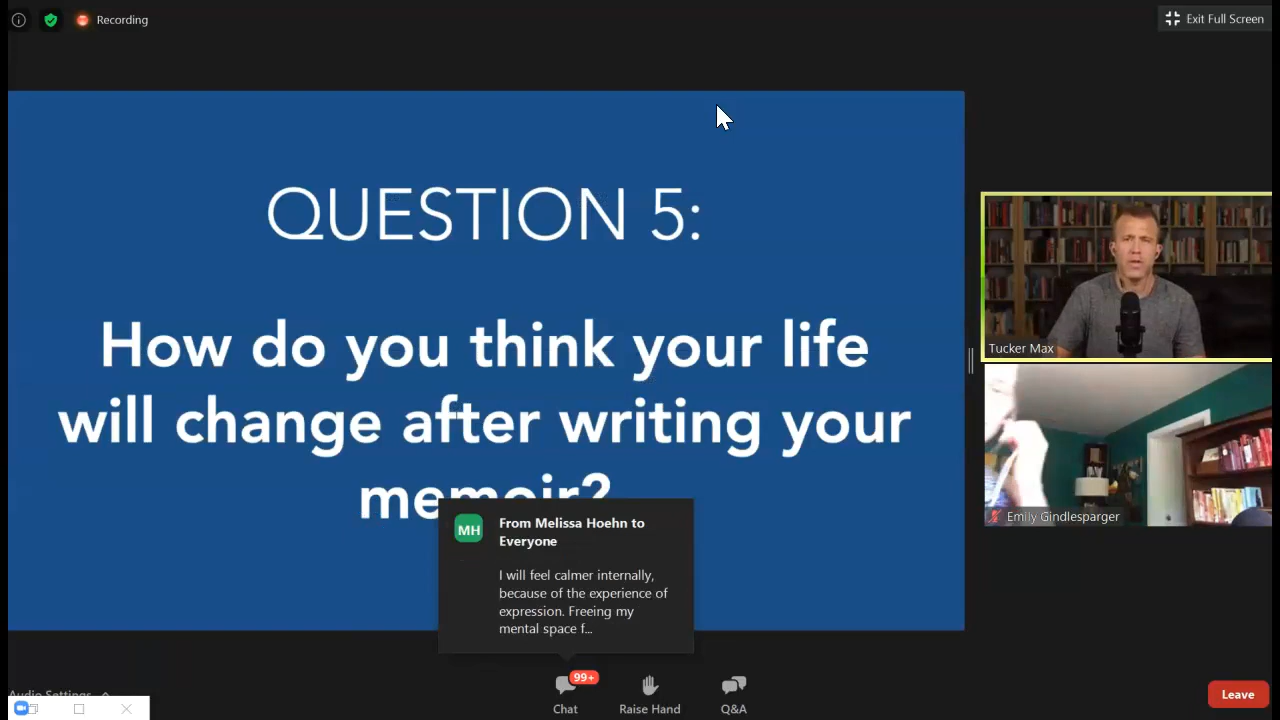 Recording
Exit Full Screen
QUESTION 5:
How do you think your life
will change after writing your
memoir?
Tucker Max
Emily Gindlesparger
MH
From Melissa Hoehn to
Everyone
I will feel calmer internally,
because of the experience of
expression. Freeing my
mental space f...
Audio Settings
99+
Chat
Raise Hand
Q&A
Leave